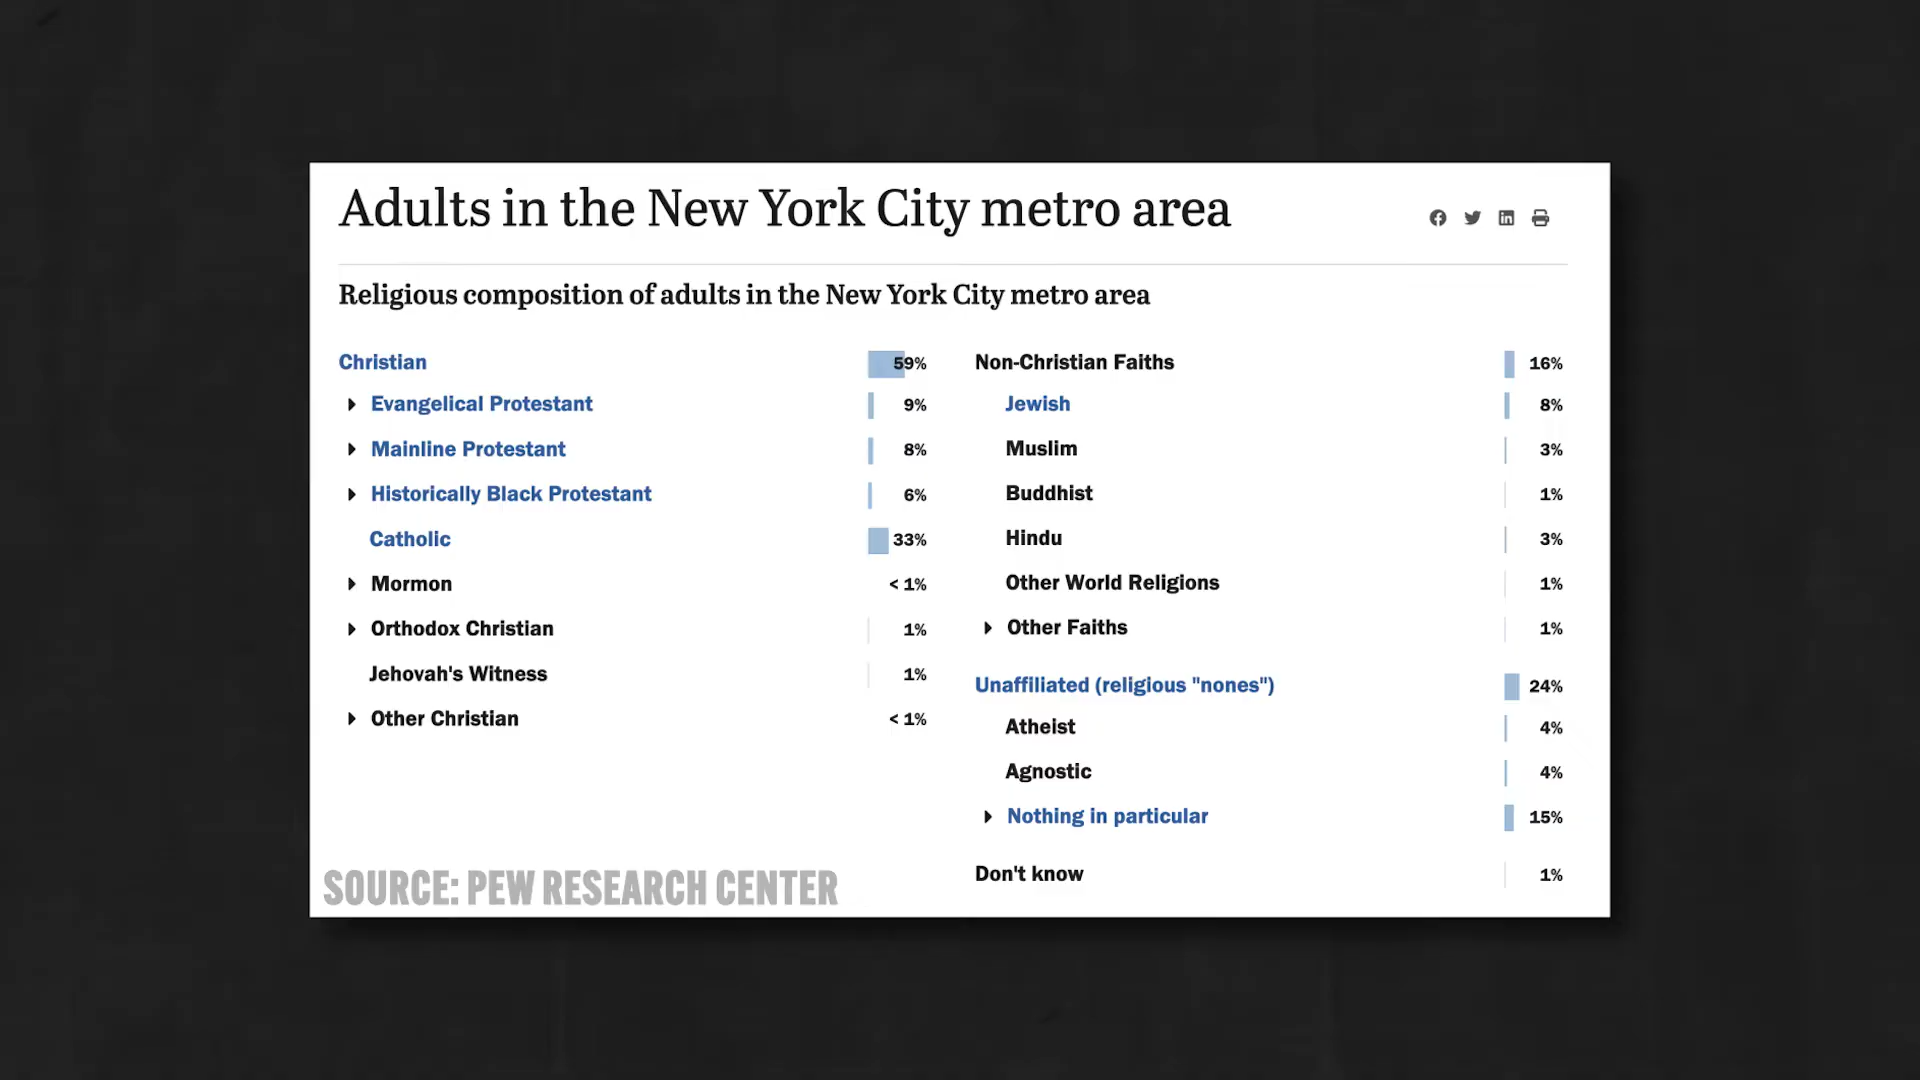 Adults in the New York City metro area
Religious composition of adults in the New York City metro area
Christian 59%
Evangelical Protestant 9%
Mainline Protestant 8%
Historically Black Protestant 6%
Catholic 33%
Mormon < 1%
Orthodox Christian 1%
Jehovah's Witness 1%
Other Christian < 1%
Non-Christian Faiths 16%
Jewish 8%
Muslim 3%
Buddhist 1%
Hindu 3%
Other World Religions 1%
Other Faiths 1%
Unaffiliated (religious "nones") 24%
Atheist 4%
Agnostic 4%
Nothing in particular 15%
Don't know 1%
SOURCE: PEW RESEARCH CENTER